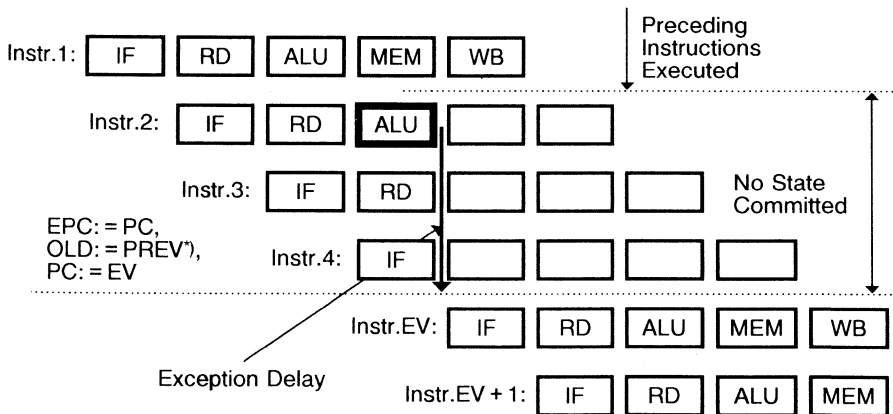 Preceding
Instructions
Executed
Instr.1: IF RD ALU MEM WB
Instr.2: IF RD ALU
Instr.3: IF RD
No State
Committed
EPC: = PC,
OLD: = PREV*),
PC: = EV
Instr.4: IF
Instr.EV: IF RD ALU MEM WB
Exception Delay
Instr.EV + 1: IF RD ALU MEM